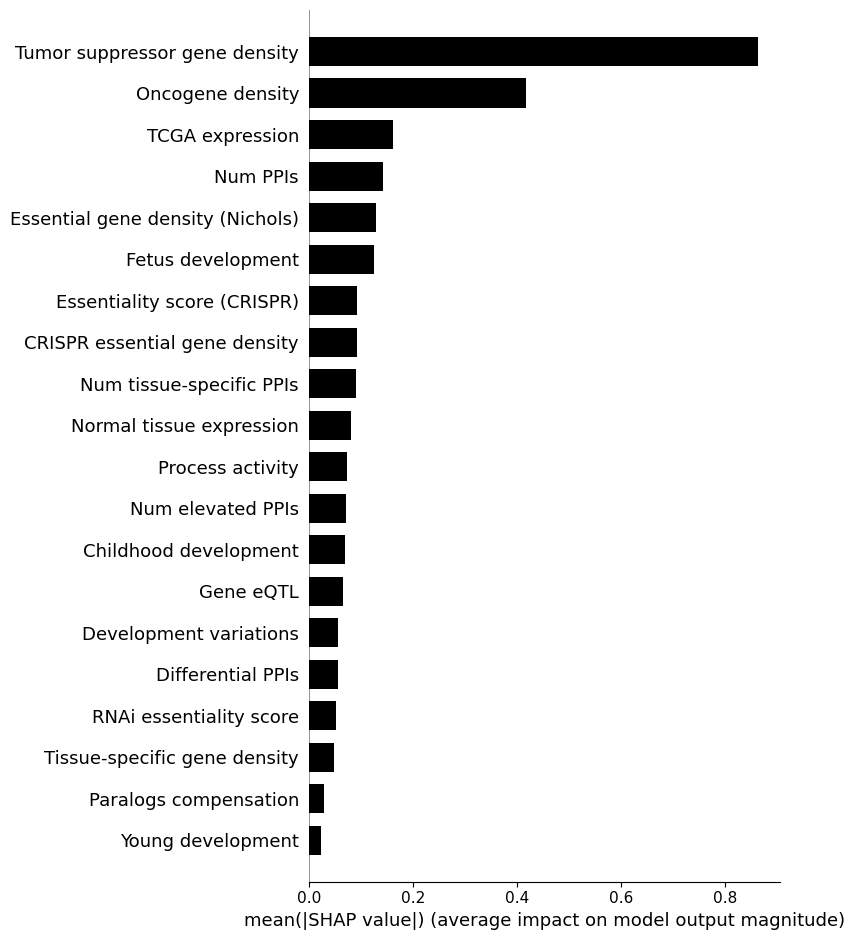 Tumor suppressor gene density
Oncogene density
TCGA expression
Num PPIs
Essential gene density (Nichols)
Fetus development
Essentiality score (CRISPR)
CRISPR essential gene density
Num tissue-specific PPIs
Normal tissue expression
Process activity
Num elevated PPIs
Childhood development
Gene eQTL
Development variations
Differential PPIs
RNAi essentiality score
Tissue-specific gene density
Paralogs compensation
Young development
0.0 0.2 0.4 0.6 0.8
mean(|SHAP value|) (average impact on model output magnitude)